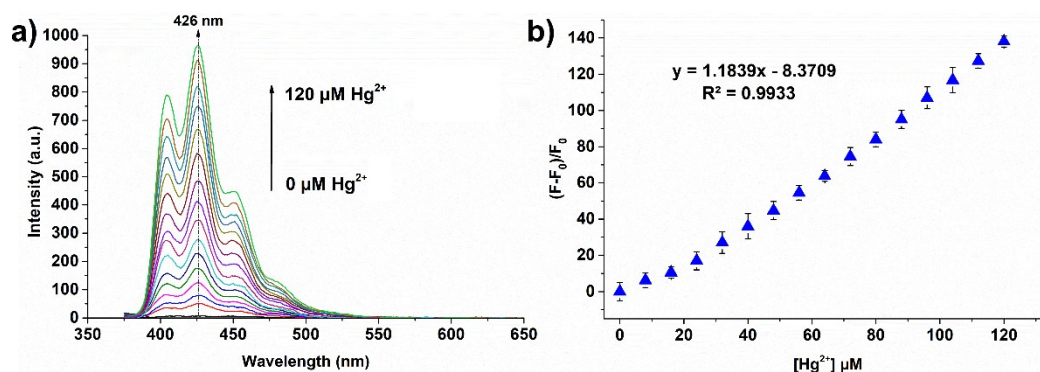 a)
426 nm
1000
900
800
700
600
500
400
300
200
100
0
Intensity (a.u.)
120 µM Hg²⁺
0 µM Hg²⁺
350 400 450 500 550 600 650
Wavelength (nm)
b)
140
120
100
80
60
40
20
0
(F-F₀)/F₀
y = 1.1839x - 8.3709
R² = 0.9933
0 20 40 60 80 100 120
[Hg²⁺] µM